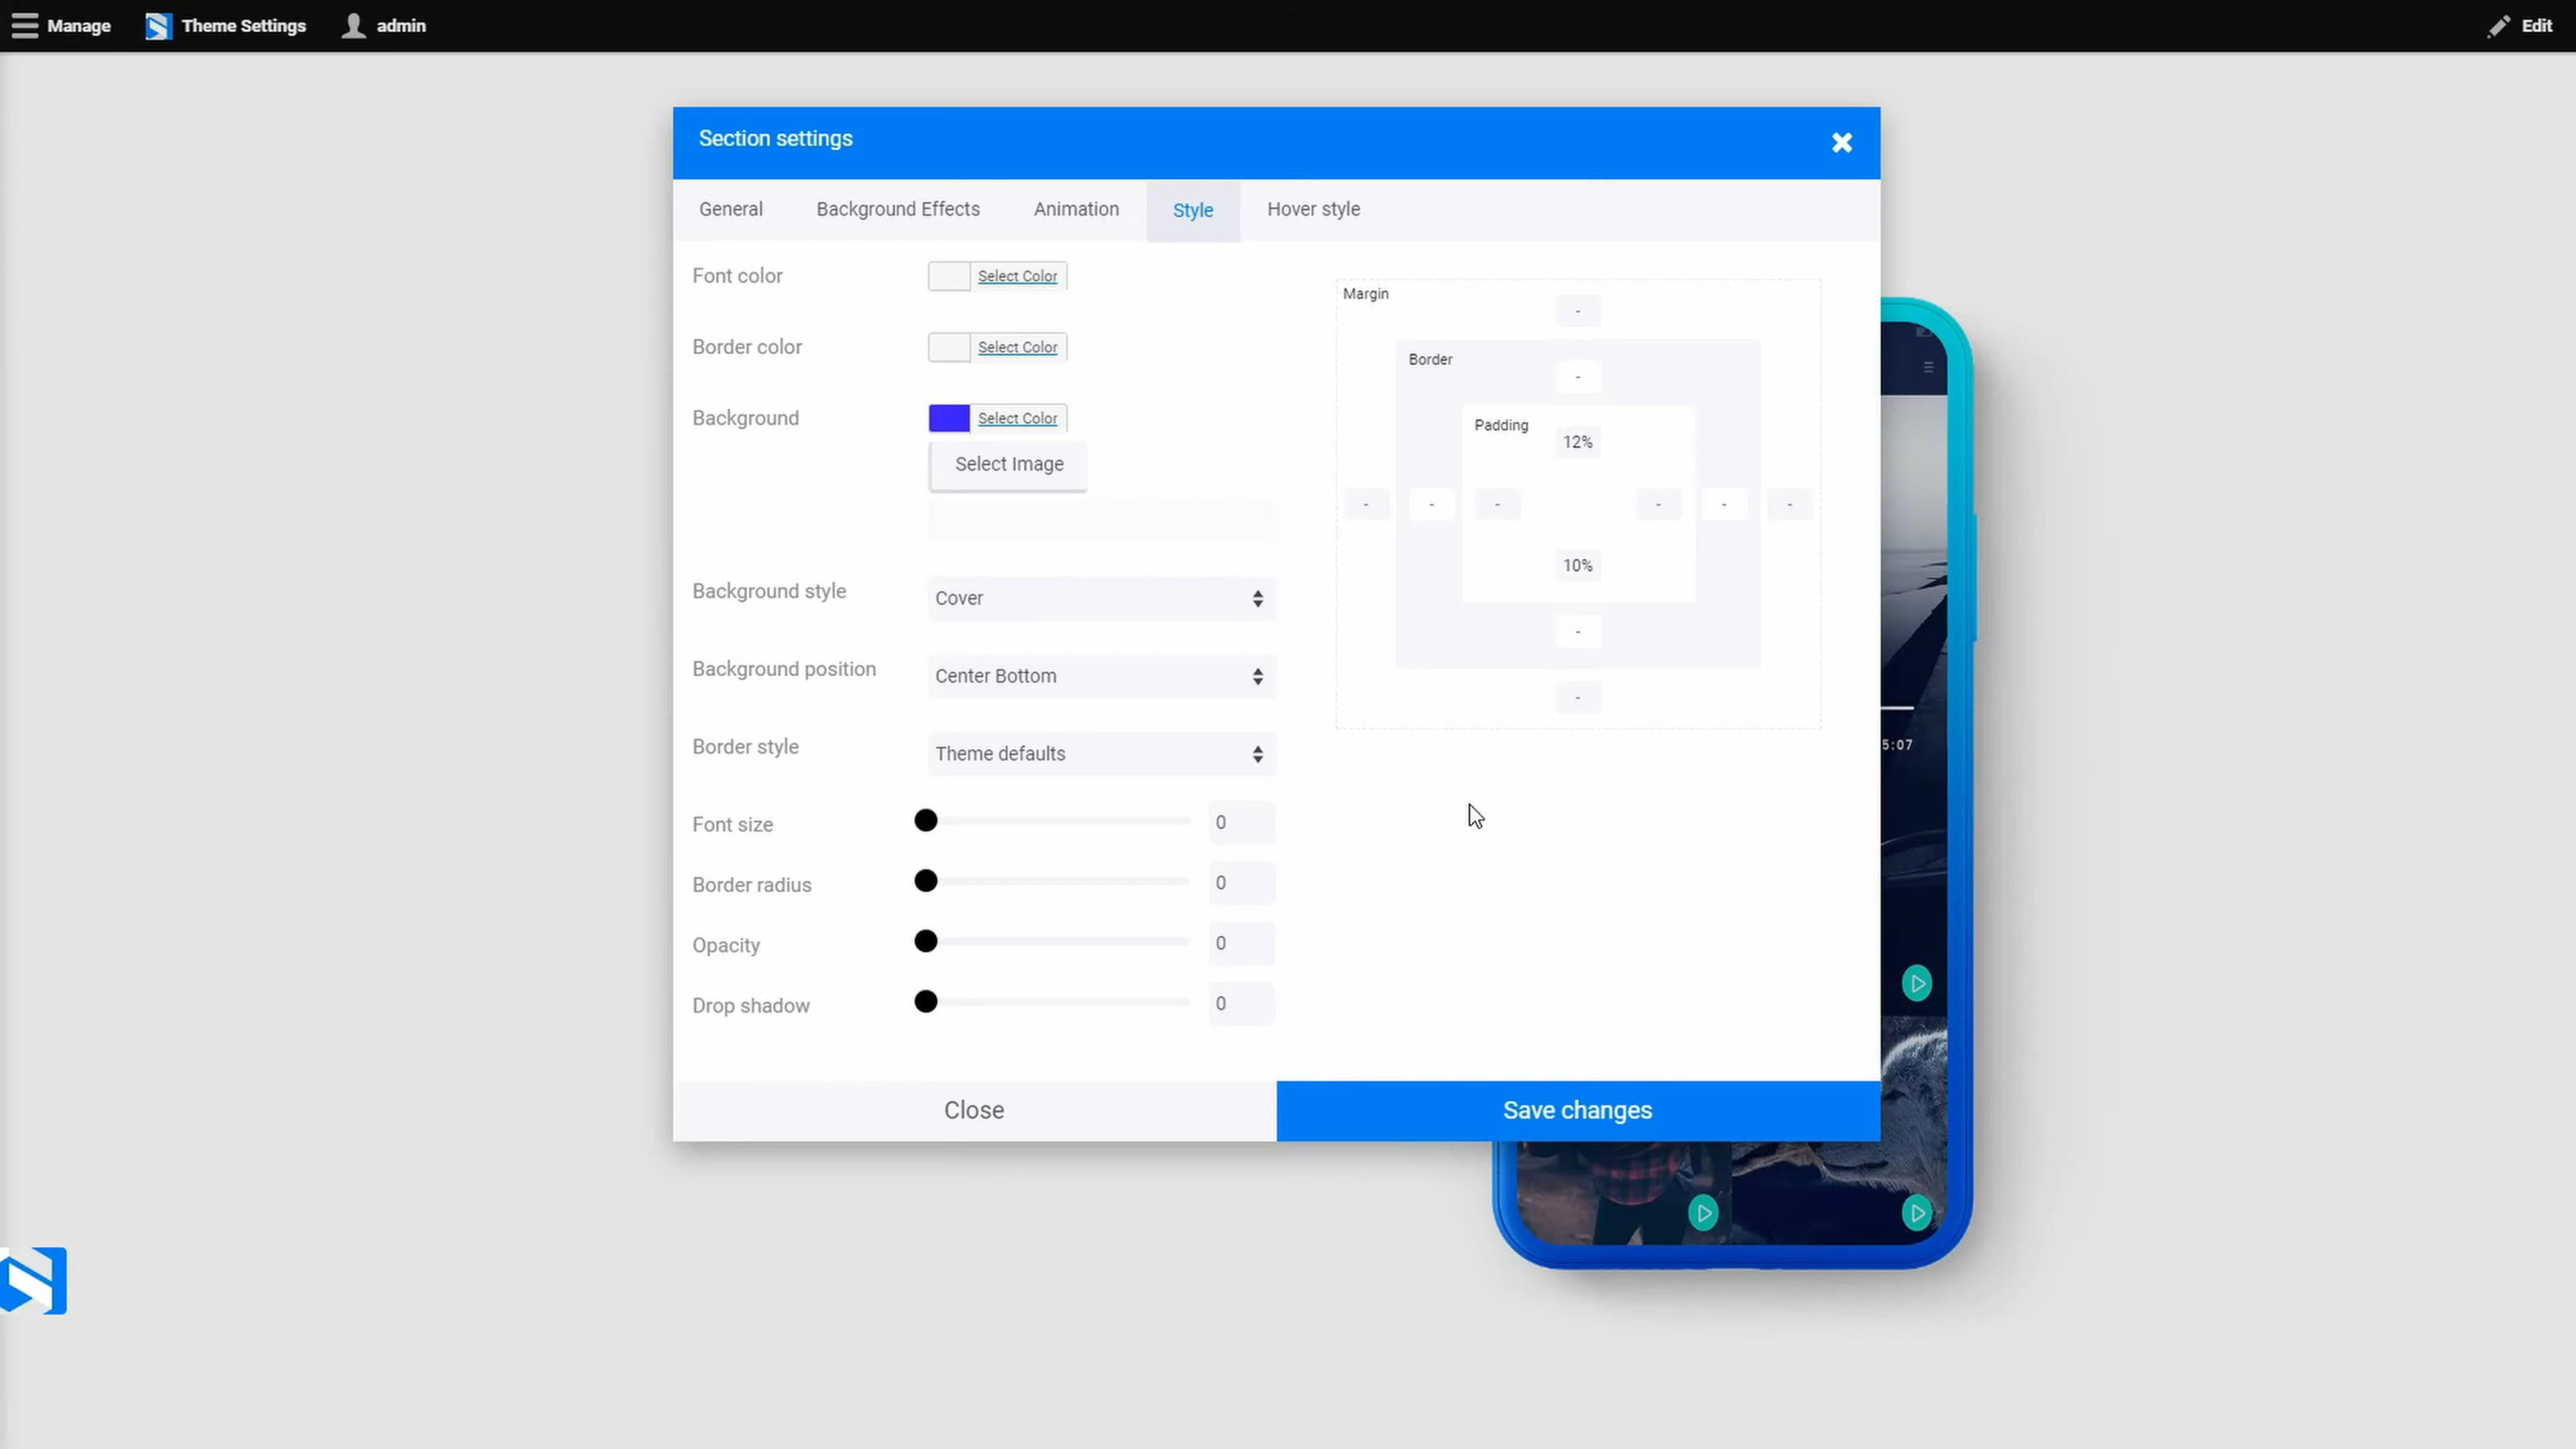 Manage
Theme Settings
admin
Edit
Section settings
General
Background Effects
Animation
Style
Hover style
Font color
Select Color
Border color
Select Color
Background
Select Color
Select Image
Background style
Cover
Background position
Center Bottom
Border style
Theme defaults
Font size
0
Border radius
0
Opacity
0
Drop shadow
0
Margin
-
Border
-
Padding
12%
- - - - - -
10%
-
-
5:07
Close
Save changes